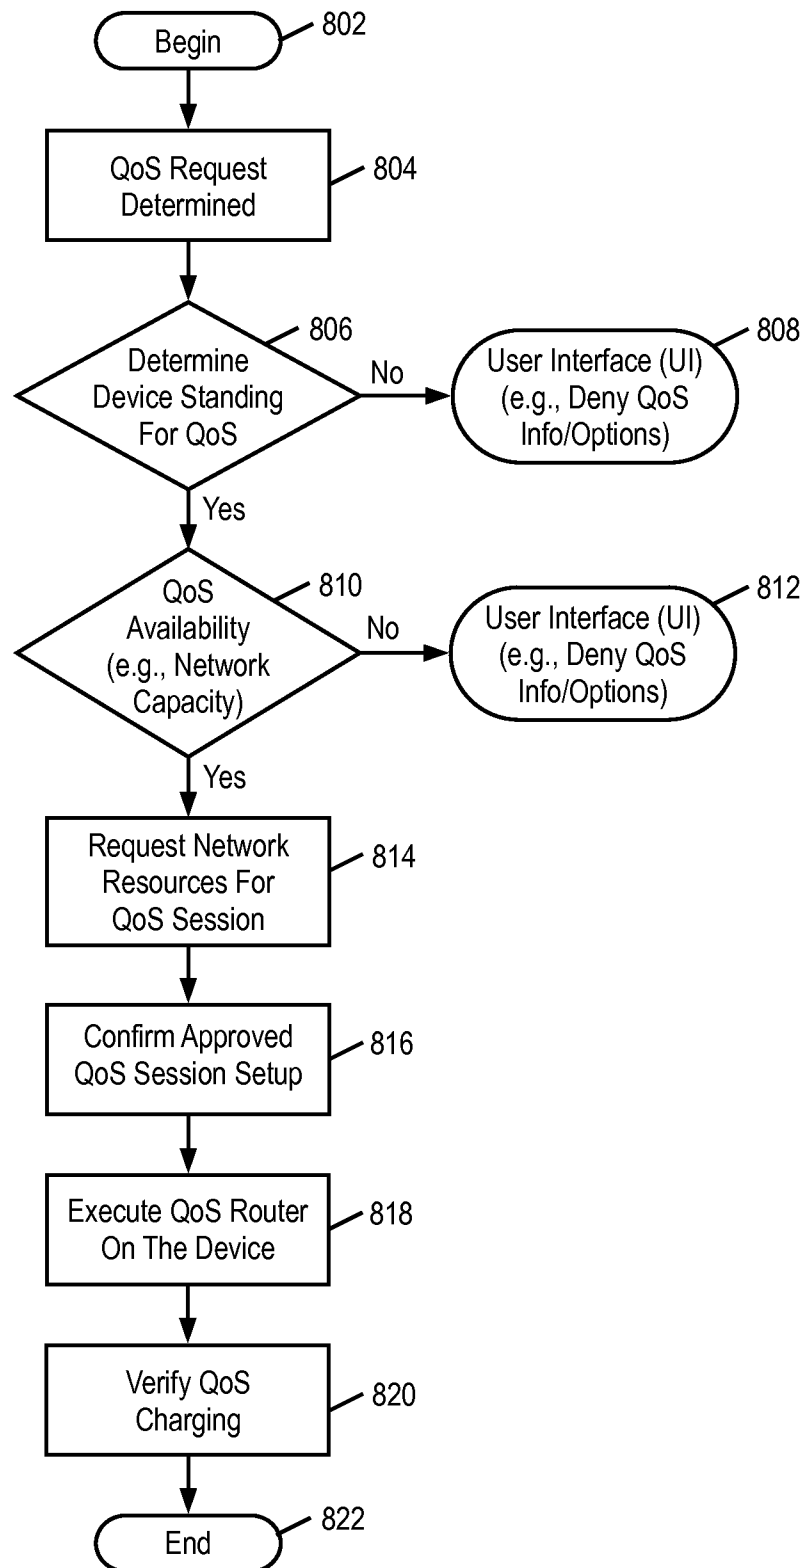 Begin
802
QoS Request
Determined
804
806
Determine
Device Standing
For QoS
No
808
User Interface (UI)
(e.g., Deny QoS
Info/Options)
Yes
810
QoS
Availability
(e.g., Network
Capacity)
No
812
User Interface (UI)
(e.g., Deny QoS
Info/Options)
Yes
Request Network
Resources For
QoS Session
814
Confirm Approved
QoS Session Setup
816
Execute QoS Router
On The Device
818
Verify QoS
Charging
820
End
822